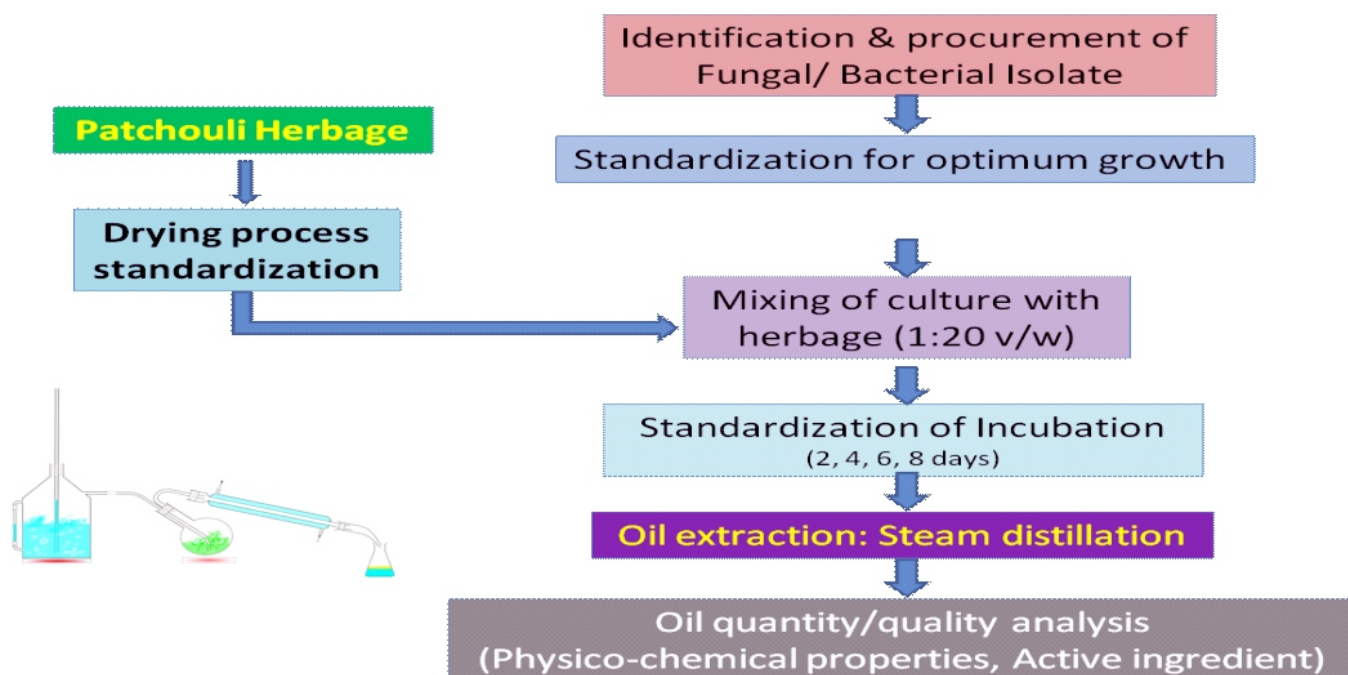 Identification & procurement of
Fungal/ Bacterial Isolate
Patchouli Herbage
Standardization for optimum growth
Drying process
standardization
Mixing of culture with
herbage (1:20 v/w)
Standardization of Incubation
(2, 4, 6, 8 days)
Oil extraction: Steam distillation
Oil quantity/quality analysis
(Physico-chemical properties, Active ingredient)